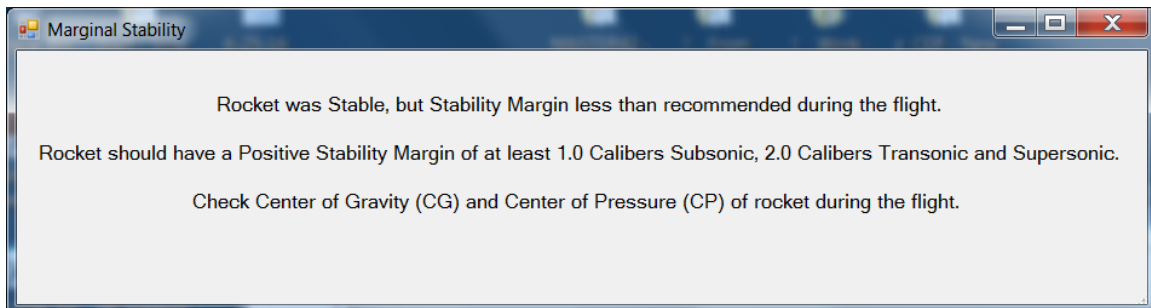 Marginal Stability
Rocket was Stable, but Stability Margin less than recommended during the flight.
Rocket should have a Positive Stability Margin of at least 1.0 Calibers Subsonic, 2.0 Calibers Transonic and Supersonic.
Check Center of Gravity (CG) and Center of Pressure (CP) of rocket during the flight.